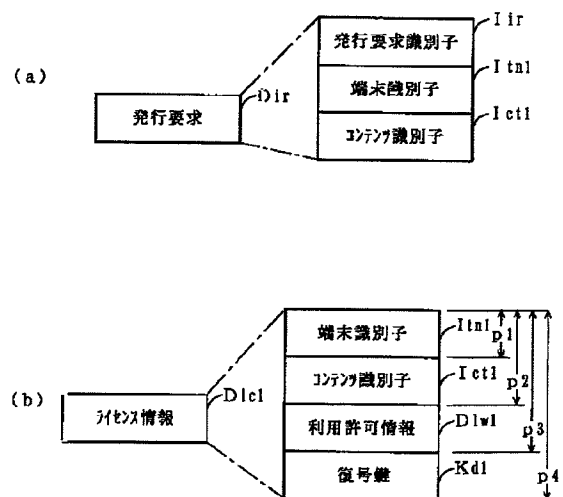 (a)
発行要求
Dir
発行要求識別子
Iir
端末識別子
Itn1
コンテンツ識別子
Ict1
(b)
ライセンス情報
Dlc1
端末識別子
Itn1
コンテンツ識別子
Ict1
利用許可情報
Dlw1
復号鍵
Kd1
p1
p2
p3
p4